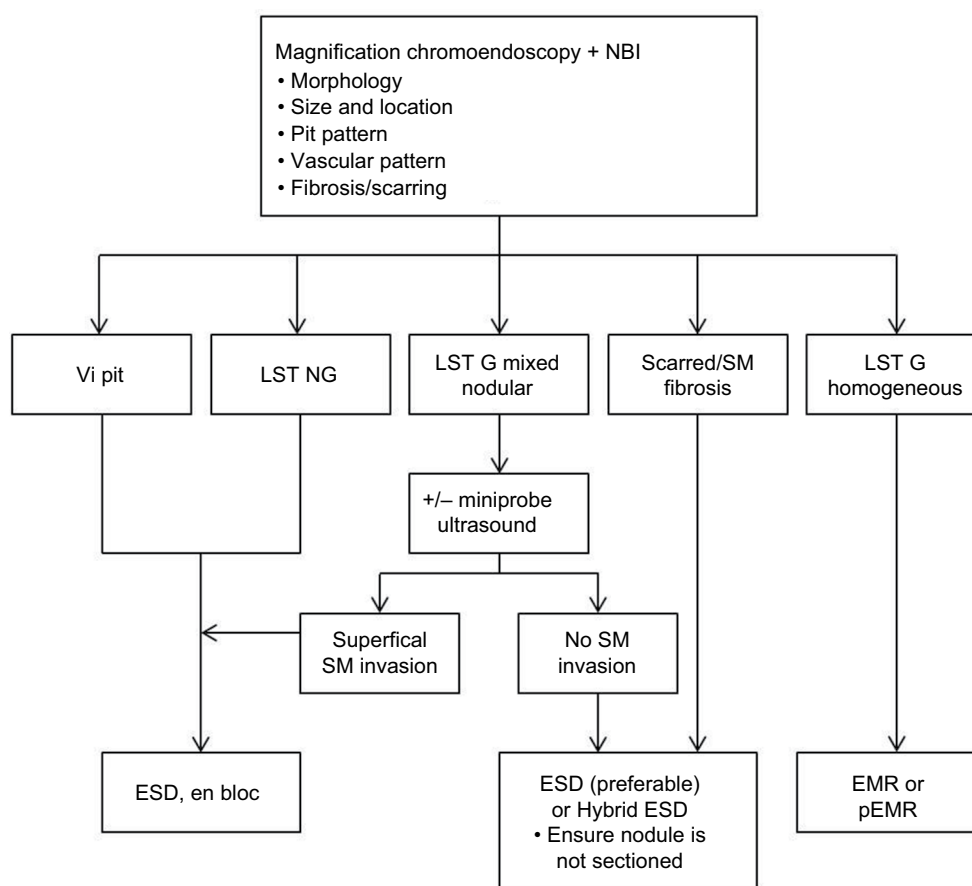 Magnification chromoendoscopy + NBI
• Morphology
• Size and location
• Pit pattern
• Vascular pattern
• Fibrosis/scarring
Vi pit
LST NG
LST G mixed
nodular
Scarred/SM
fibrosis
LST G
homogeneous
+/– miniprobe
ultrasound
Superfical
SM invasion
No SM
invasion
ESD, en bloc
ESD (preferable)
or Hybrid ESD
• Ensure nodule is
not sectioned
EMR or
pEMR